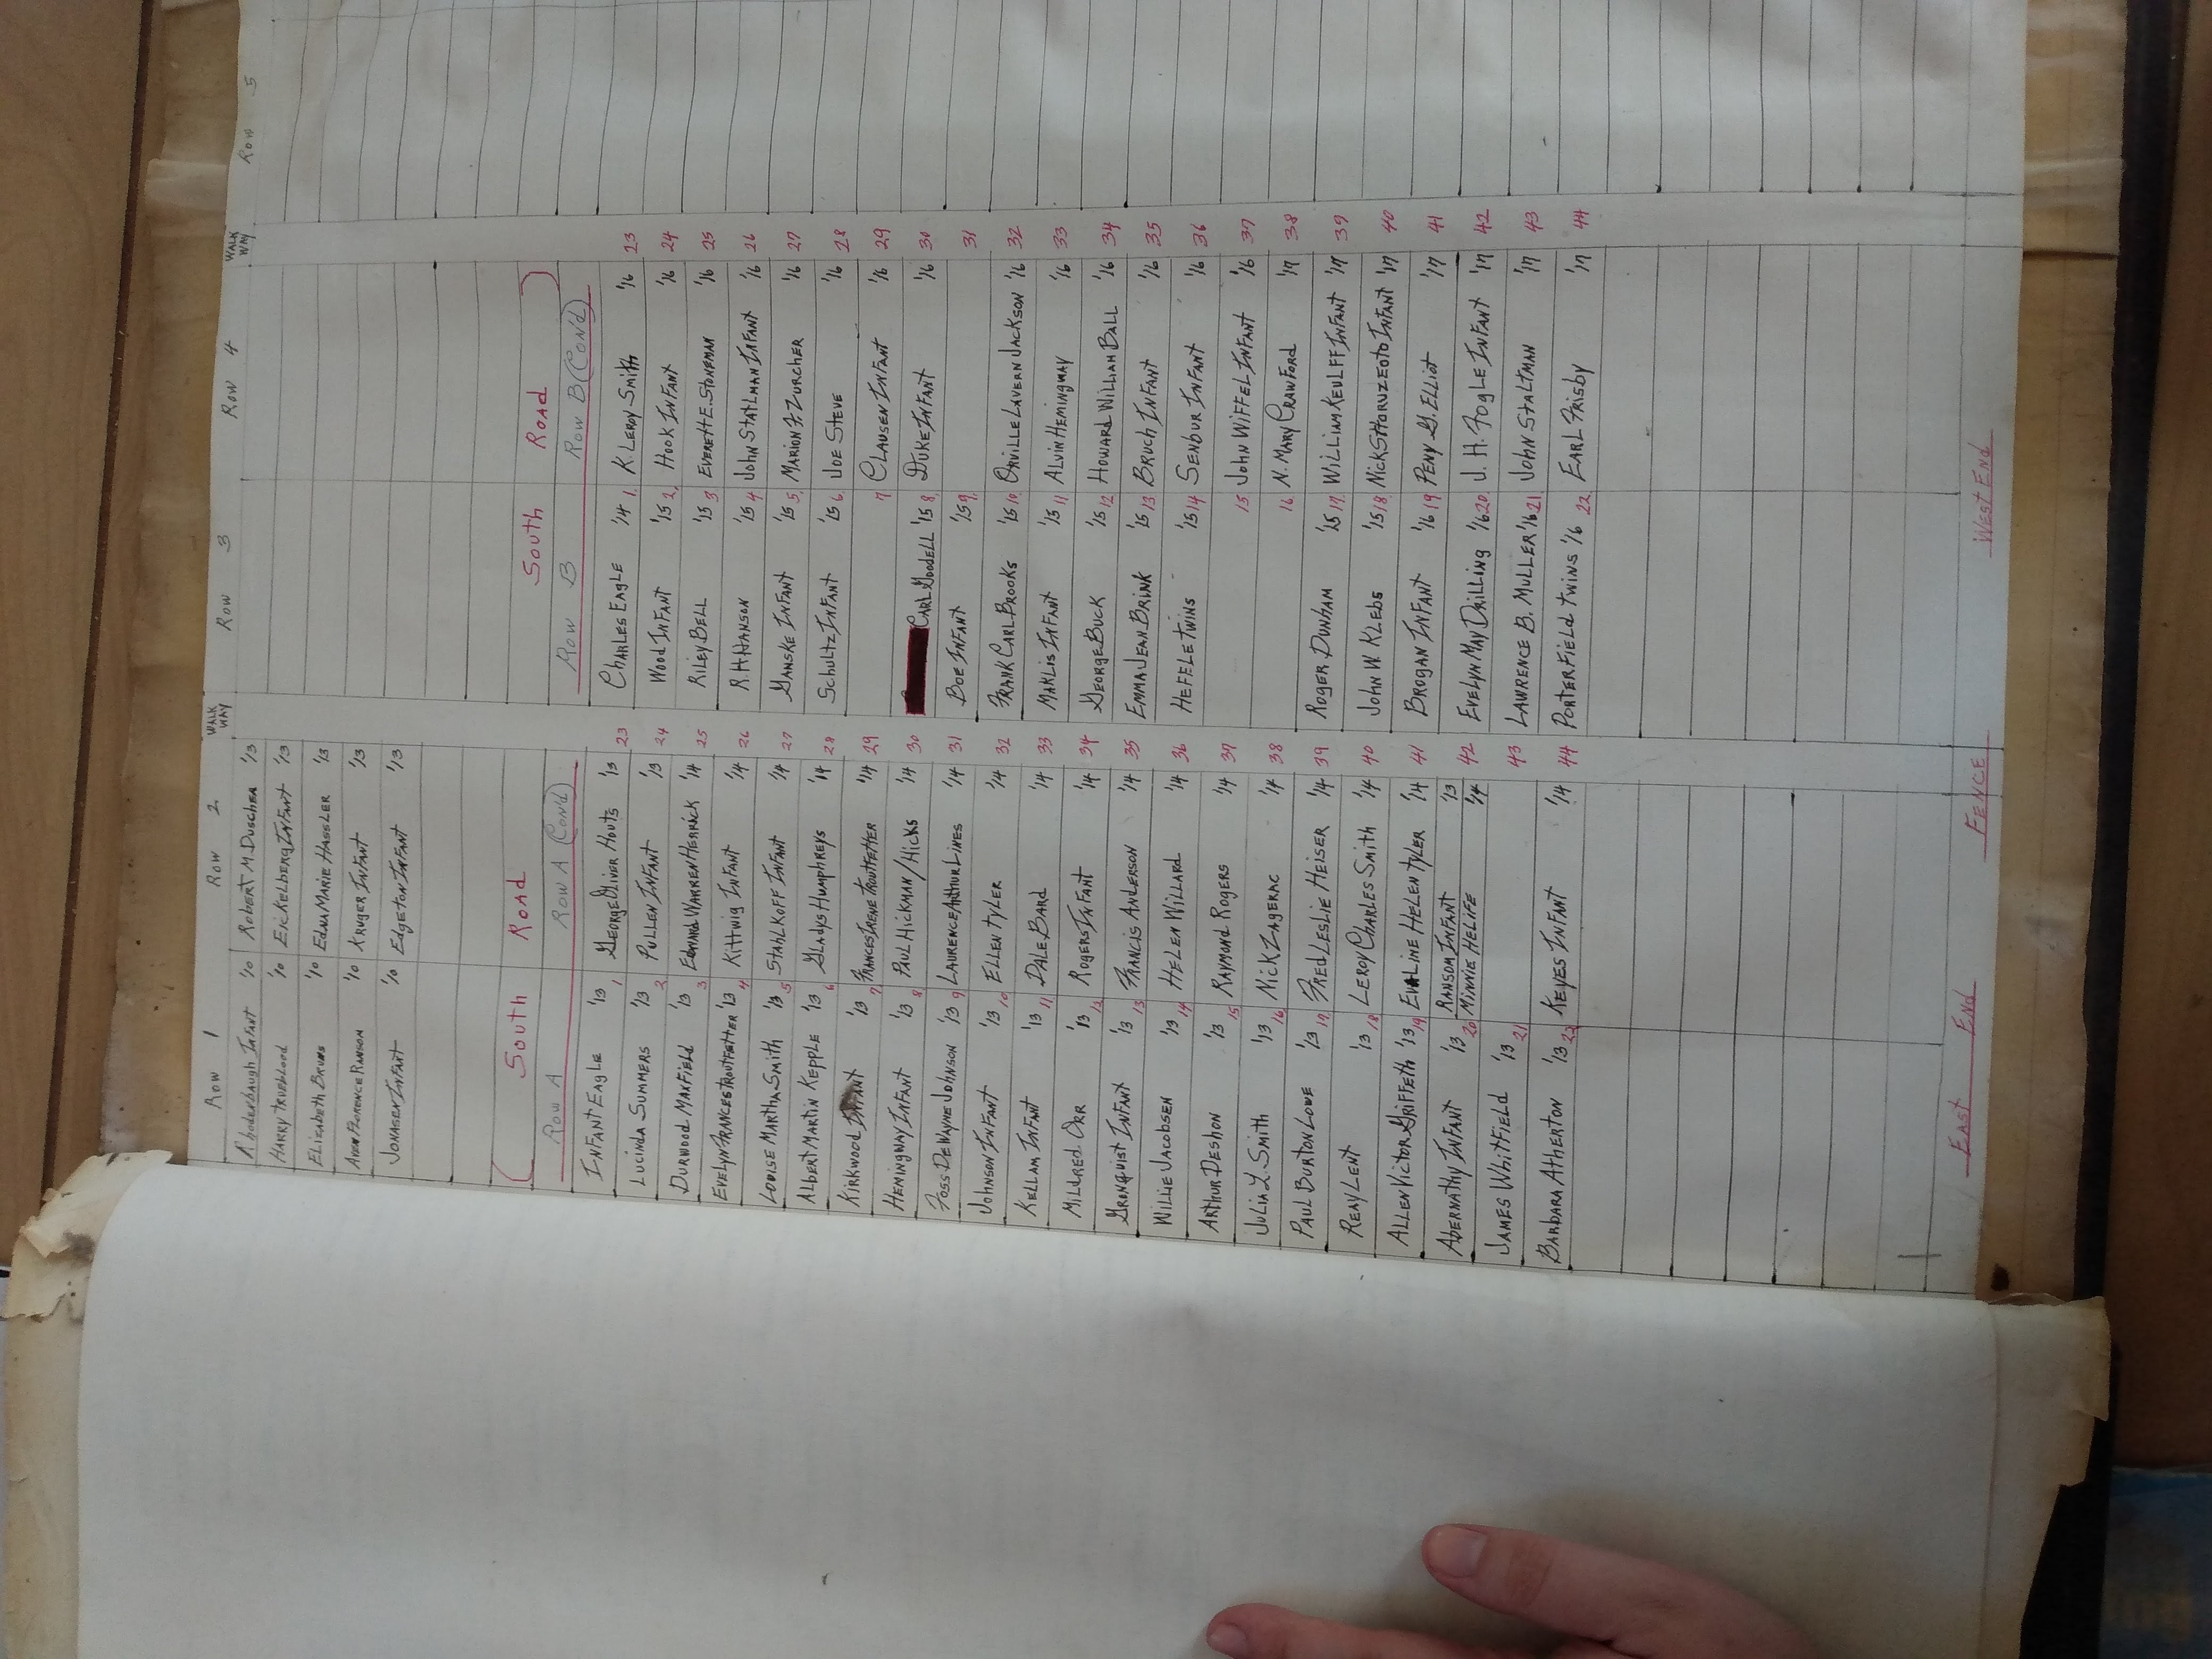 Row 1 Row 2 WALK WAY Row 3 Row 4 WALK WAY Row 5
Rhoderbaugh Infant '10 Robert M. Duschea '13
Harry Trueblood '10 Eickelberg Infant '13
Elizabeth Bruns '10 Edna Marie Hassler '13
Florence Ranson '10 Kruger Infant '13
Jonasen Infant '10 Edgeton Infant '13
South Road South Road
Row A Row A (Cont'd) Row B Row B (Cont'd)
Infant Eagle '13 1 George Oliver Houts '13 23 Charles Eagle '14 1 K. Leroy Smith '16 23
Lucinda Summers '13 2 Pullen Infant '13 24 Wood Infant '15 2 Hook Infant '16 24
Durwood Maxfield '13 3 Edward Warren Herrick '14 25 Riley Bell '15 3 Everett E. Stoneman '16 25
Evelyn Frances Troutfetter '13 4 Kittwig Infant '14 26 R.H. Hanson '15 4 John Statlman Infant '16 26
Louise Martha Smith '13 5 Stahlkoff Infant '14 27 Ganske Infant '15 5 Marion F. Zurcher '16 27
Albert Martin Kepple '13 6 Gladys Humphreys '14 28 Schultz Infant '15 6 Joe Steve '16 28
Kirkwood Infant '13 7 Frances Irene Troutfetter '14 29 7 Clausen Infant '16 29
Hemingway Infant '13 8 Paul Hickman/Hicks '14 30 Carl Goodell '15 8 Duke Infant '16 30
Foss DeWayne Johnson '13 9 Laurence Arthur Lines '14 31 Boe Infant '15 9 31
Johnson Infant '13 10 Ellen Tyler '14 32 Frank Carl Brooks '15 10 Orville Lavern Jackson '16 32
Kellam Infant '13 11 Dale Bard '14 33 Maklis Infant '15 11 Alvin Hemingway '16 33
Mildred Orr '13 12 Rogers Infant '14 34 George Buck '15 12 Howard William Ball '16 34
Gronquist Infant '13 13 Francis Anderson '14 35 Emma Jean Brink '15 13 Bruch Infant '16 35
Willie Jacobsen '13 14 Helen Willard '14 36 Hefele Twins '15 14 Senbur Infant '16 36
Arthur Deshon '13 15 Raymond Rogers '14 37 15 John Wiffel Infant '16 37
Julia L. Smith '13 16 Nick Zagerac '14 38 16 N. Mary Crawford '17 38
Paul Burton Lowe '13 17 Fred Leslie Heiser '14 39 Roger Dunham '15 17 William Keulff Infant '17 39
Reay Lent '13 18 Leroy Charles Smith '14 40 John W. Klebs '15 18 Nick Infant '17 40
Allen Victor Griffeth '13 19 Evaline Helen Tyler '14 41 Brogan Infant '16 19 Peny G. Elliot '17 41
Abernathy Infant '13 20 Ransom Infant '13 Minnie Helife '14 42 Evelyn May Drilling '16 20 J. H. Fogle Infant '17 42
James Whitfield '13 21 43 Lawrence B. Muller '16 21 John Staltman '17 43
Barbara Atherton '13 22 Keyes Infant '14 44 Porterfield Twins '16 22 Earl Frisby '17 44
East End Fence West End